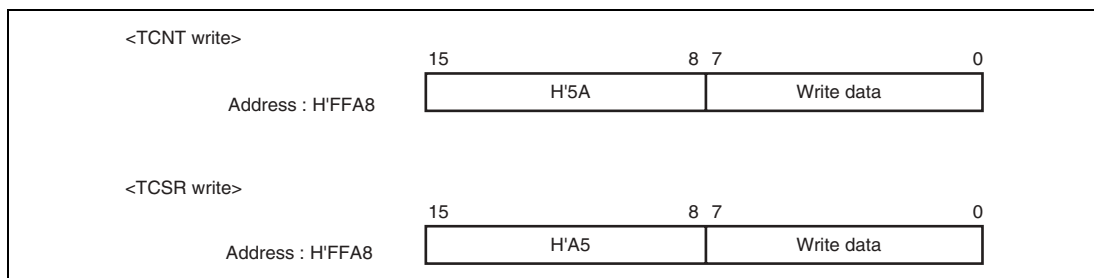 <TCNT write>
15 8 7 0
Address : H'FFA8 H'5A Write data
<TCSR write>
15 8 7 0
Address : H'FFA8 H'A5 Write data